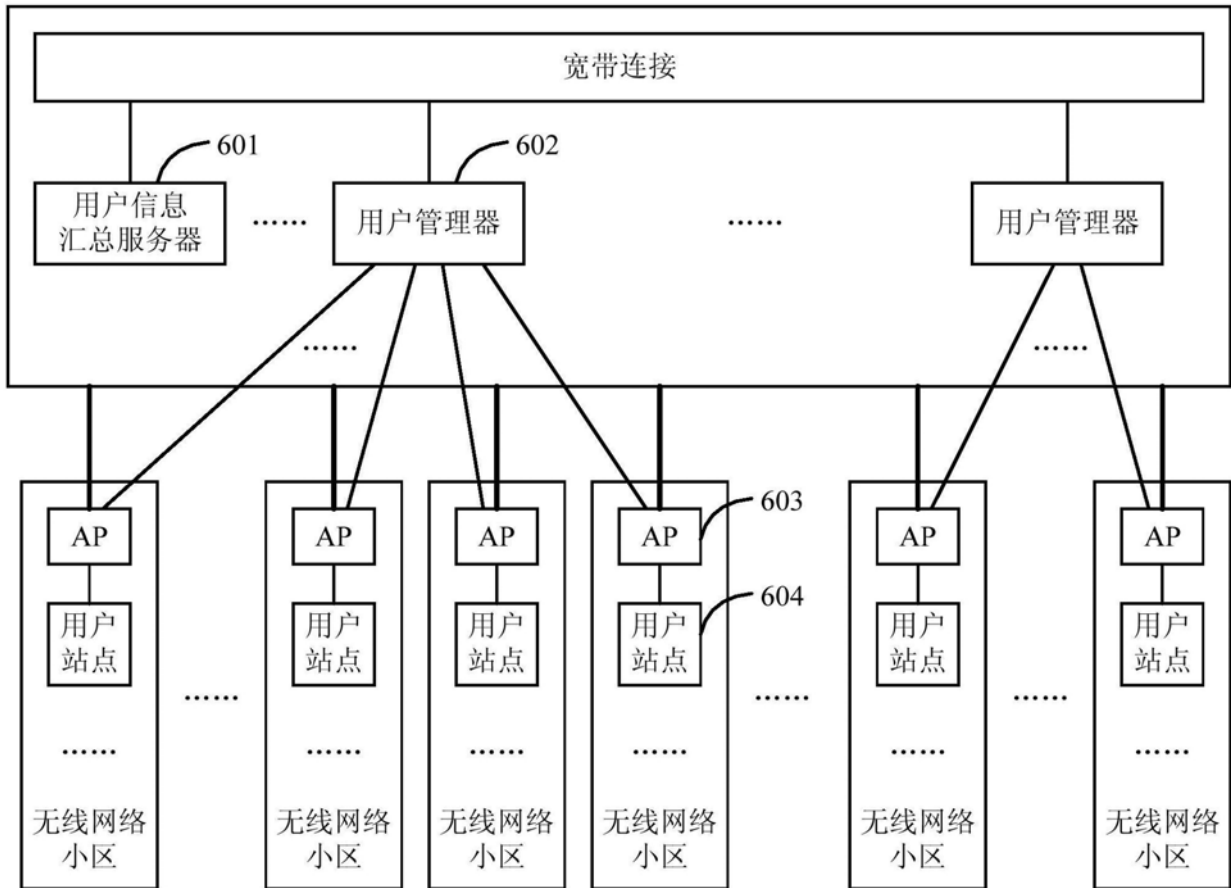 宽带连接
601
602
用户信息
汇总服务器
……
用户管理器
……
用户管理器
……
……
AP
AP
AP
AP
603
AP
AP
用户
站点
用户
站点
用户
站点
用户
站点
604
用户
站点
用户
站点
……
……
……
……
……
……
……
……
……
无线网络
小区
无线网络
小区
无线网络
小区
无线网络
小区
无线网络
小区
无线网络
小区